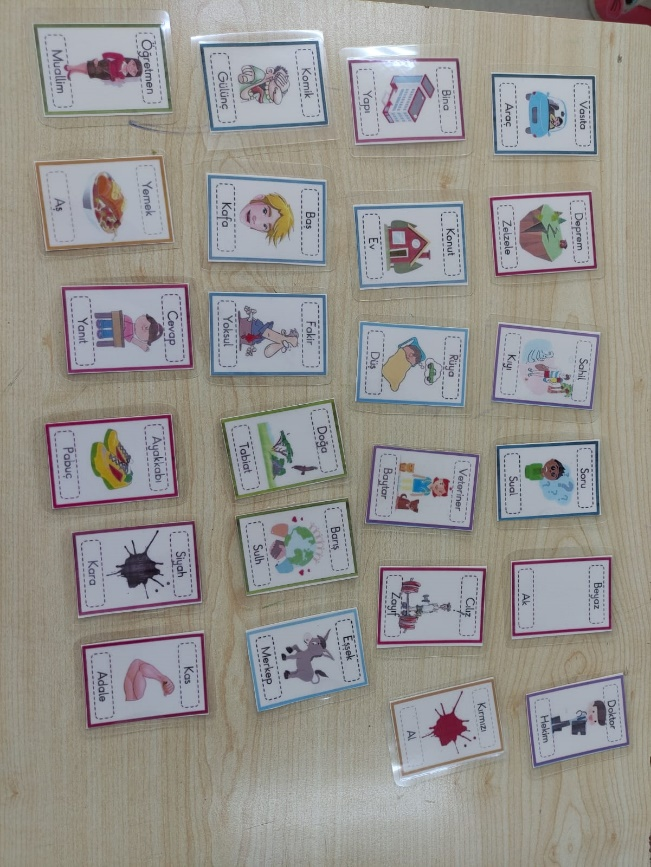 Vasıta
Araç
Deprem
Zelzele
Sahil
Kıyı
Soru
Sual
Beyaz
Ak
Doktor
Hekim
Bina
Yapı
Konut
Ev
Rüya
Düş
Veteriner
Baytar
Cılız
Zayıf
Kırmızı
Al
Komik
Gülünç
Baş
Kafa
Fakir
Yoksul
Doğa
Tabiat
Barış
Sulh
Eşek
Merkep
Öğretmen
Muallim
Yemek
Aş
Cevap
Yanıt
Ayakkabı
Pabuç
Siyah
Kara
Kas
Adale